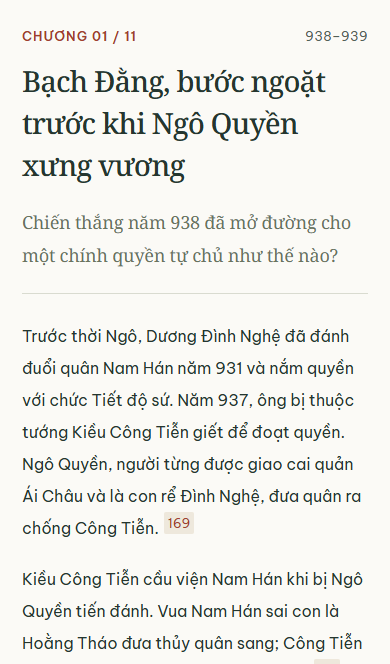 CHƯƠNG 01 / 11
938–939
Bạch Đằng, bước ngoặt
trước khi Ngô Quyền
xưng vương
Chiến thắng năm 938 đã mở đường cho
một chính quyền tự chủ như thế nào?
Trước thời Ngô, Dương Đình Nghệ đã đánh
đuổi quân Nam Hán năm 931 và nắm quyền
với chức Tiết độ sứ. Năm 937, ông bị thuộc
tướng Kiều Công Tiễn giết để đoạt quyền.
Ngô Quyền, người từng được giao cai quản
Ái Châu và là con rể Đình Nghệ, đưa quân ra
chống Công Tiễn. 169
Kiều Công Tiễn cầu viện Nam Hán khi bị Ngô
Quyền tiến đánh. Vua Nam Hán sai con là
Hoằng Tháo đưa thủy quân sang; Công Tiễn